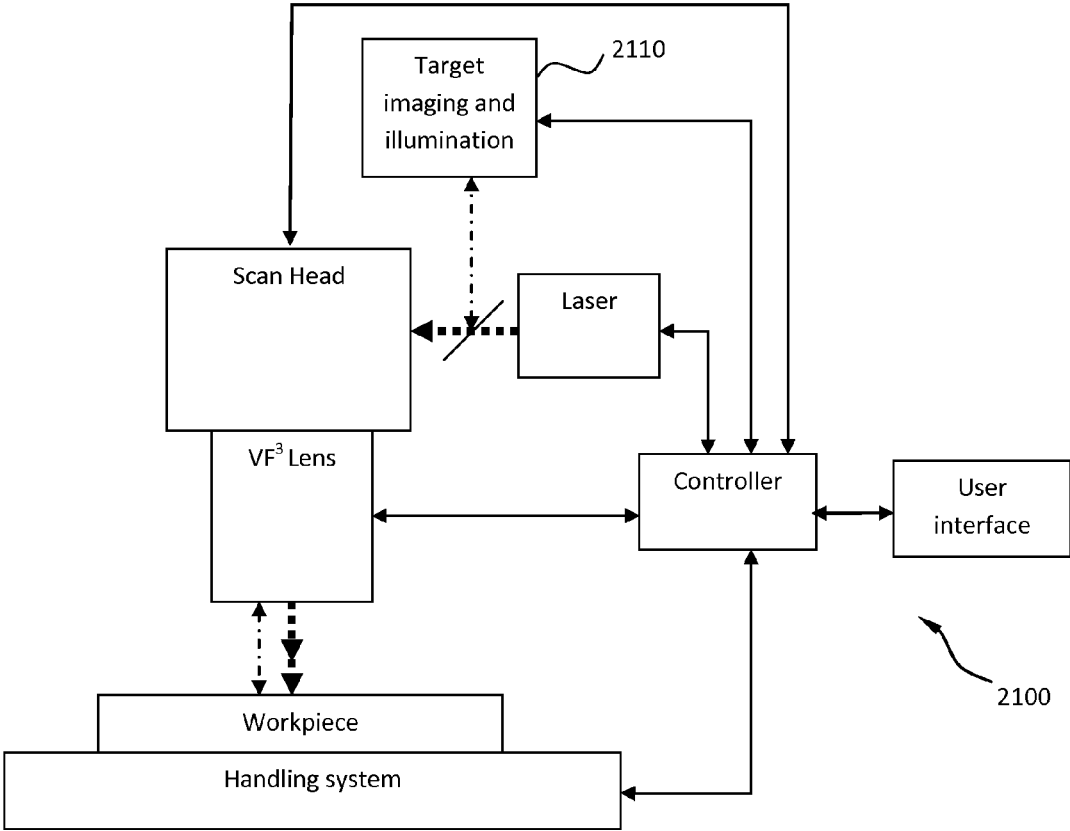 2110
Target
imaging and
illumination
Scan Head
Laser
VF³ Lens
Controller
User
interface
2100
Workpiece
Handling system